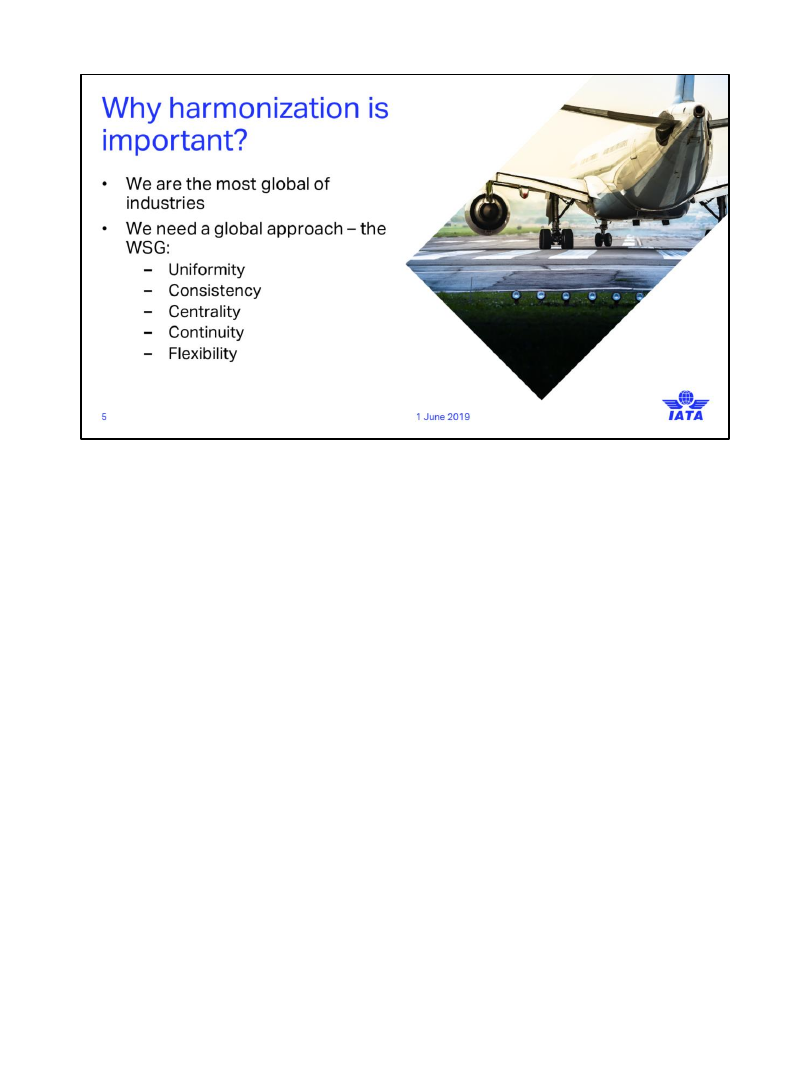 Why harmonization is
important?
• We are the most global of
industries
• We need a global approach – the
WSG:
– Uniformity
– Consistency
– Centrality
– Continuity
– Flexibility
5
1 June 2019
IATA